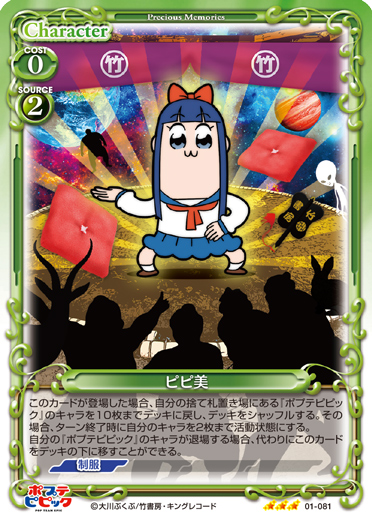 Precious Memories
Character
COST
0
SOURCE
2
竹
竹
竹書房
ピピ美
このカードが登場した場合、自分の捨て札置き場にある『ポプテピピ
ック』のキャラを10枚までデッキに戻し、デッキをシャッフルする。その
場合、ターン終了時に自分のキャラを2枚まで活動状態にする。
自分の『ポプテピピック』のキャラが退場する場合、代わりにこのカード
をデッキの下に移すことができる。
制服
ポプテ
ピピック
POP TEAM EPIC
©大川ぶくぶ/竹書房・キングレコード
01-081